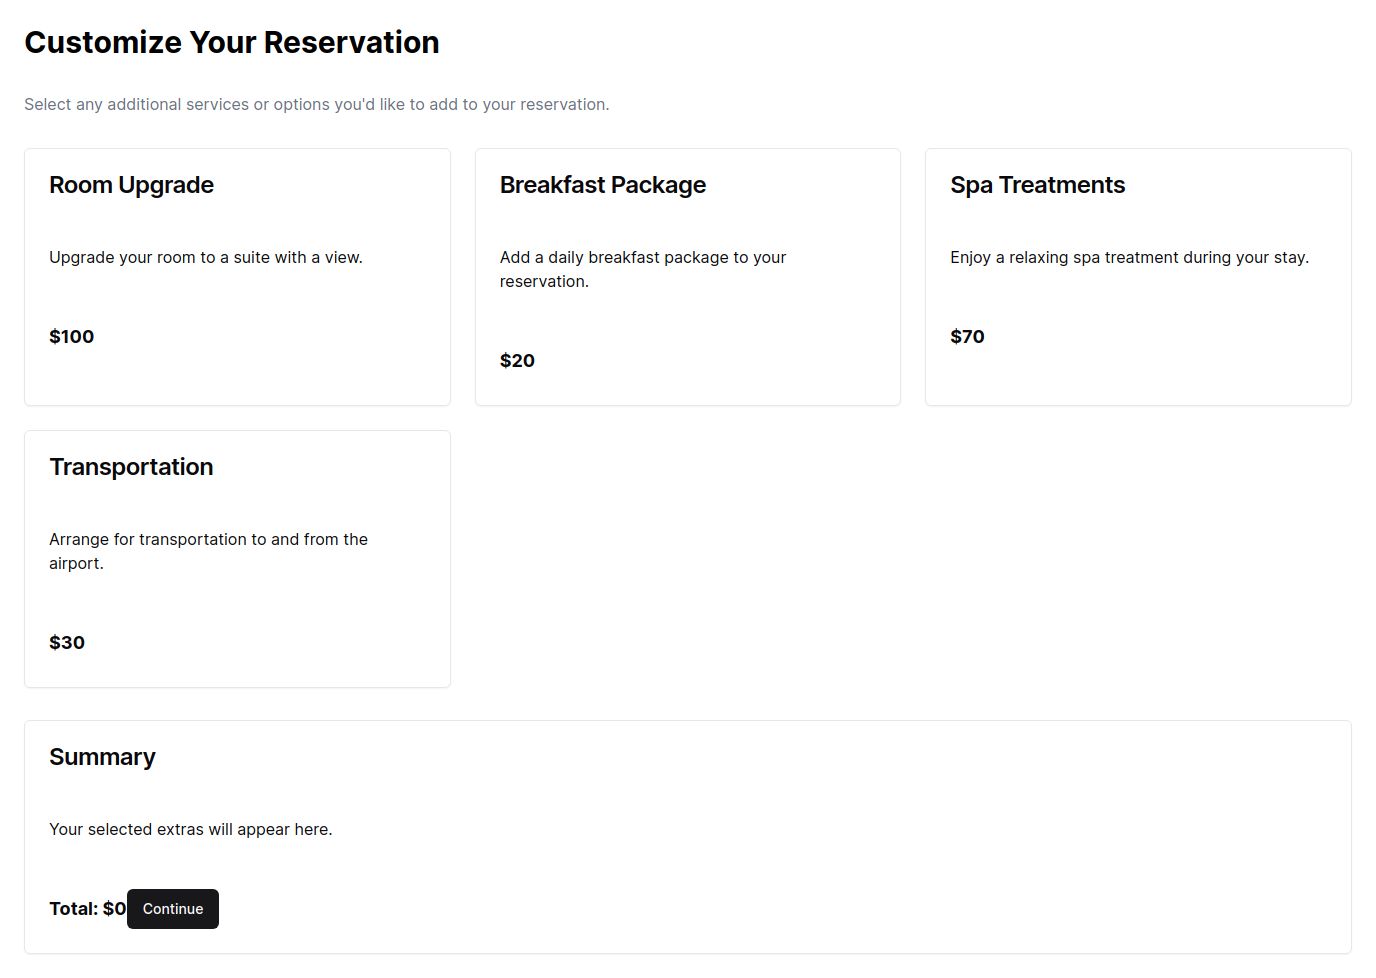 Customize Your Reservation
Select any additional services or options you'd like to add to your reservation.
Room Upgrade
Upgrade your room to a suite with a view.
$100
Breakfast Package
Add a daily breakfast package to your
reservation.
$20
Spa Treatments
Enjoy a relaxing spa treatment during your stay.
$70
Transportation
Arrange for transportation to and from the
airport.
$30
Summary
Your selected extras will appear here.
Total: $0 Continue